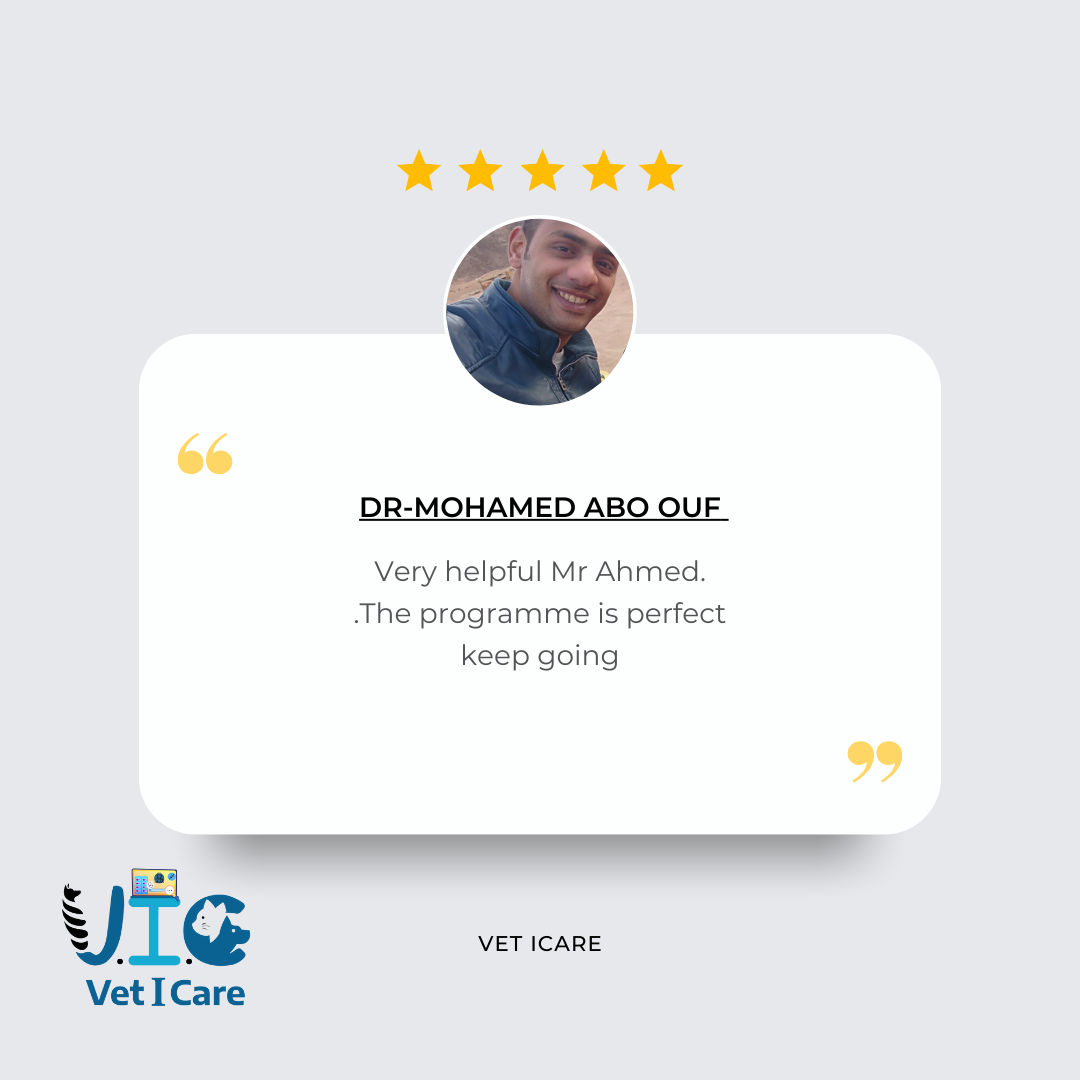 DR-MOHAMED ABO OUF
Very helpful Mr Ahmed.
.The programme is perfect
keep going
V.I.C
Vet I Care
VET ICARE